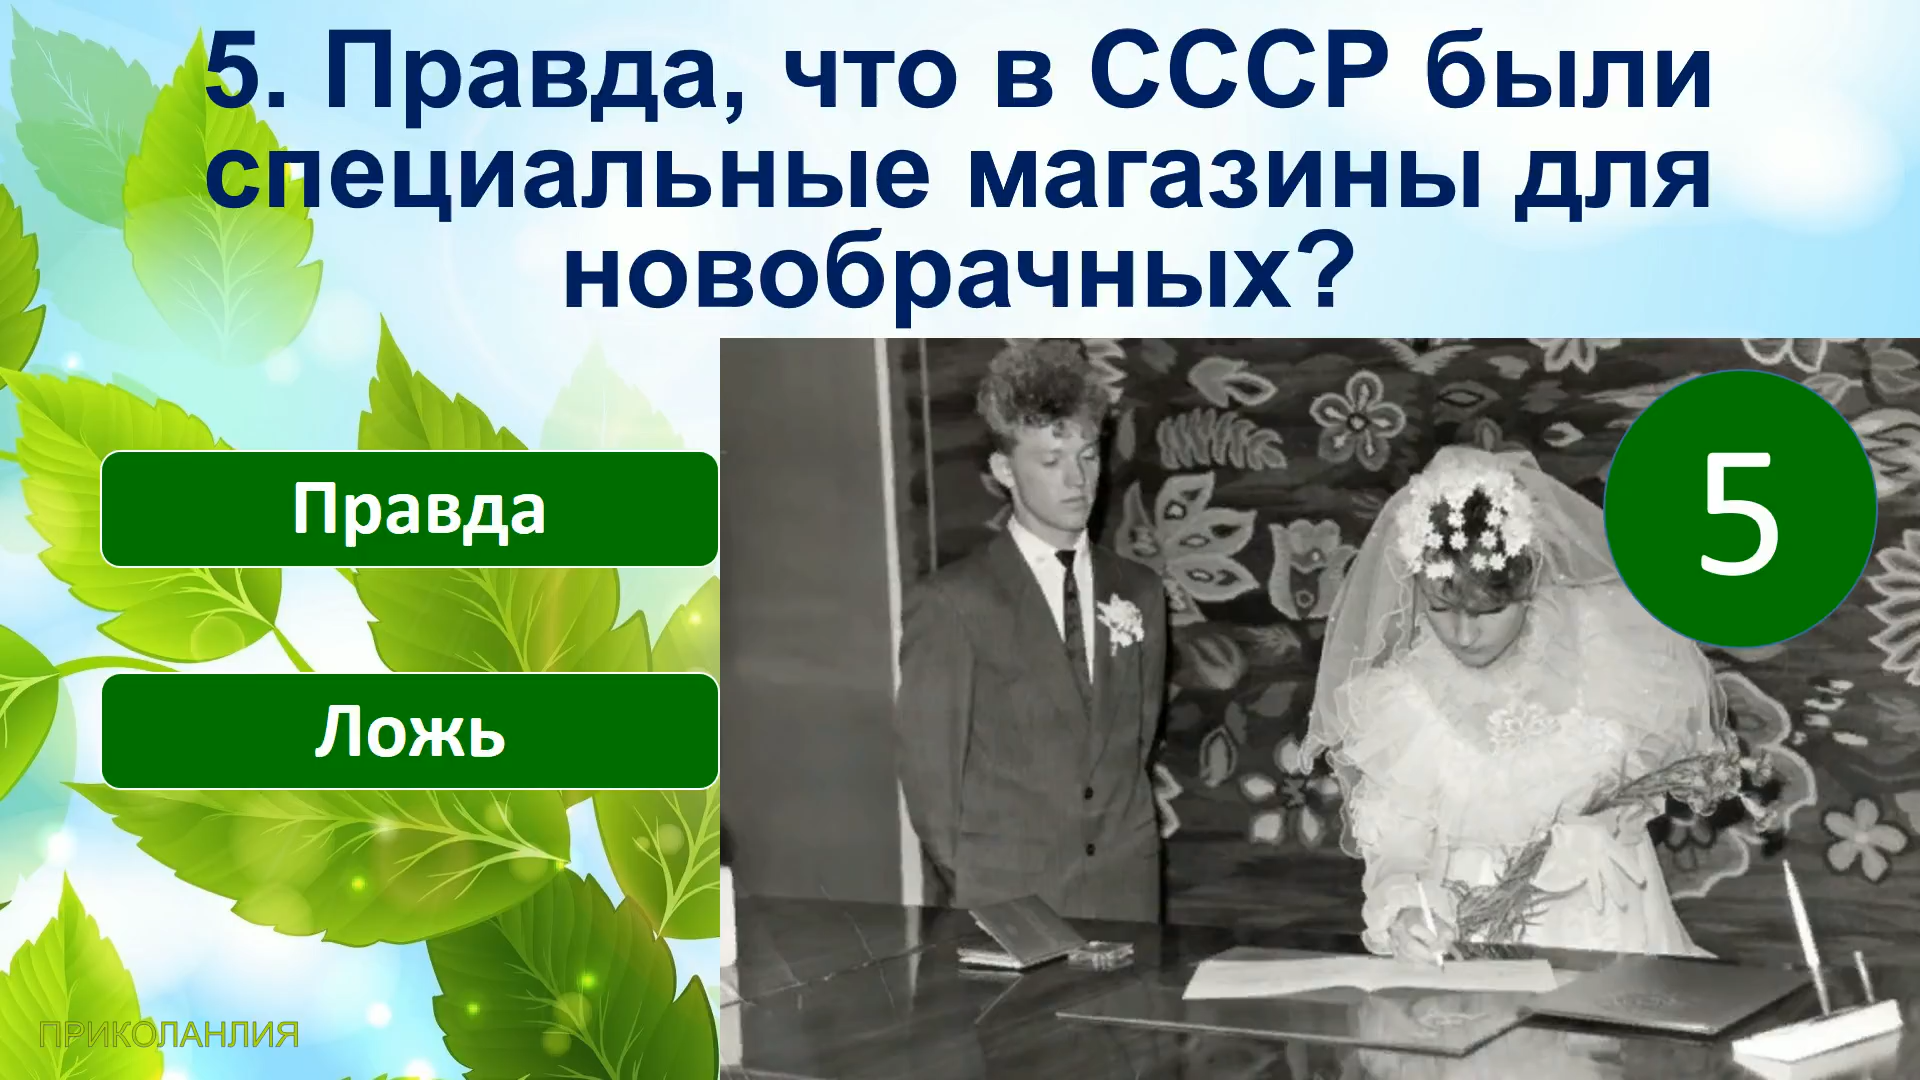 5. Правда, что в СССР были
специальные магазины для
новобрачных?
5
Правда
Ложь
ПРИКОЛАНЛИЯ